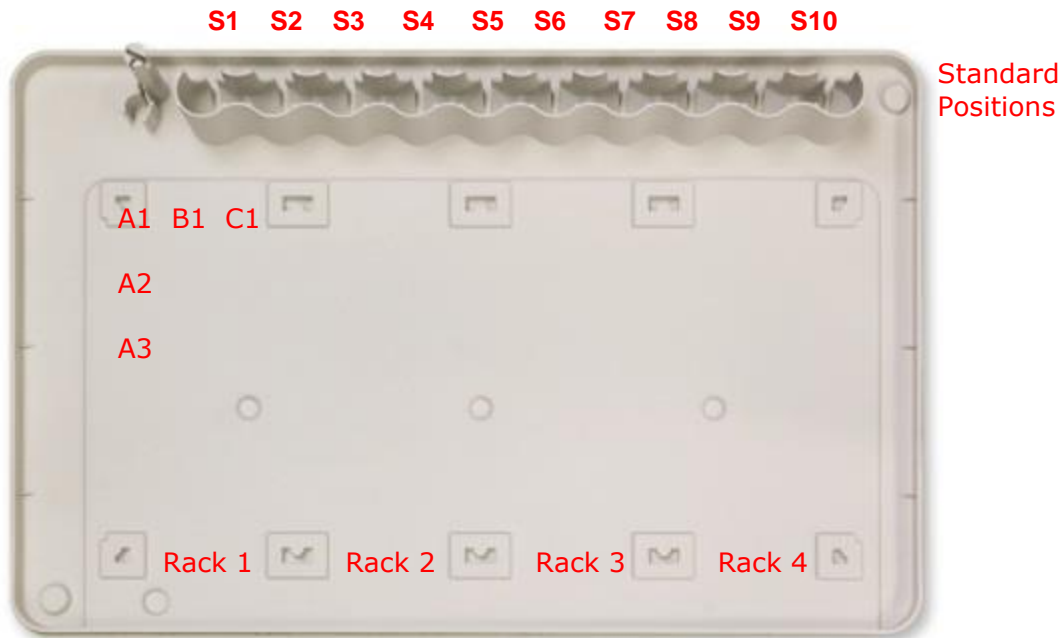 S1 S2 S3 S4 S5 S6 S7 S8 S9 S10
Standard
Positions
A1 B1 C1
A2
A3
Rack 1 Rack 2 Rack 3 Rack 4